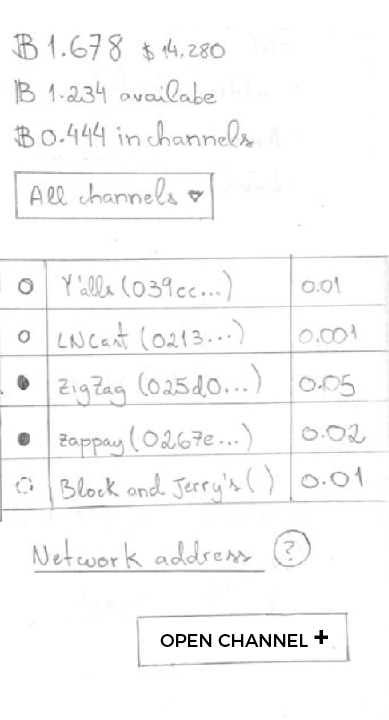 ₿ 1.678 $ 14.280
₿ 1.234 availabe
₿ 0.444 in channels
All channels ▾
Y'alls (039cc...) 0.01
LNCast (0213...) 0.001
ZigZag (025d0...) 0.05
Zappay (0267e...) 0.02
Block and Jerry's () 0.01
Network address ?
OPEN CHANNEL +